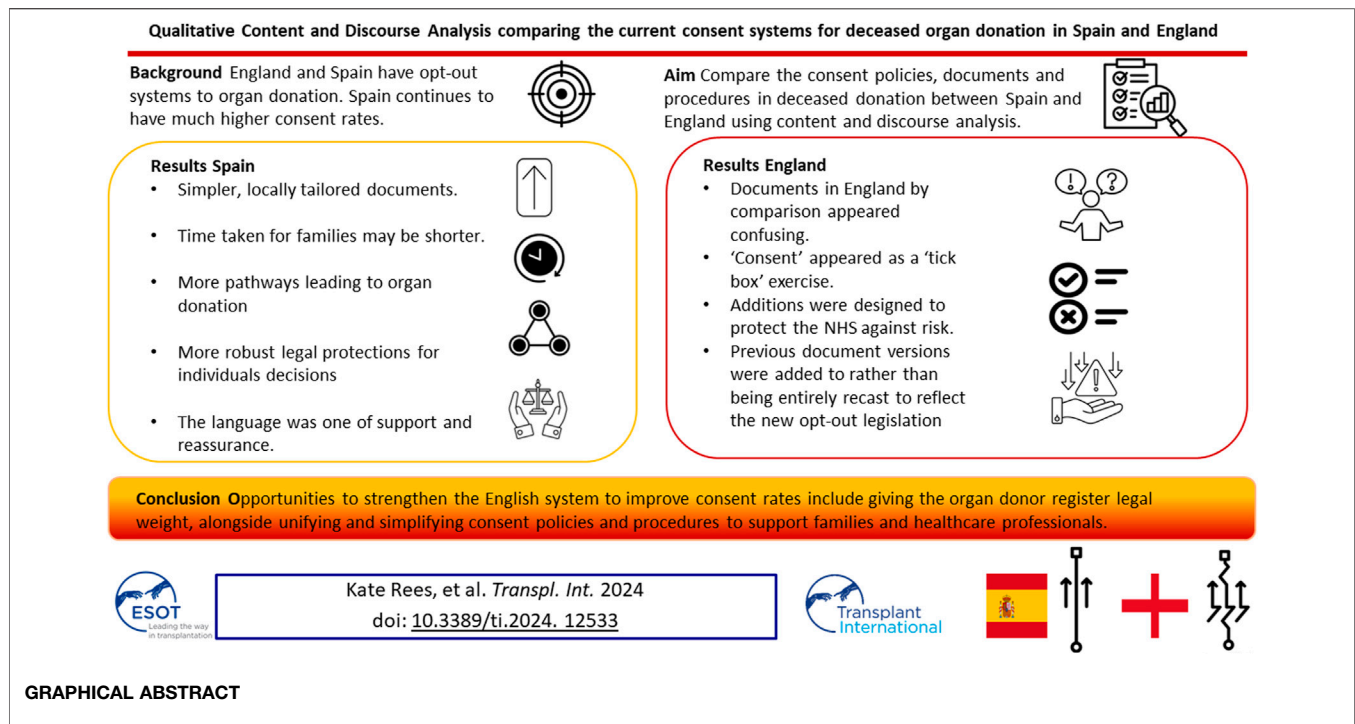 Qualitative Content and Discourse Analysis comparing the current consent systems for deceased organ donation in Spain and England
Background England and Spain have opt-out
systems to organ donation. Spain continues to
have much higher consent rates.
Aim Compare the consent policies, documents and
procedures in deceased donation between Spain and
England using content and discourse analysis.
Results Spain
• Simpler, locally tailored documents.
• Time taken for families may be shorter.
• More pathways leading to organ
donation
• More robust legal protections for
individuals decisions
• The language was one of support and
reassurance.
Results England
• Documents in England by
comparison appeared
confusing.
• ‘Consent’ appeared as a ‘tick
box’ exercise.
• Additions were designed to
protect the NHS against risk.
• Previous document versions
were added to rather than
being entirely recast to reflect
the new opt-out legislation
Conclusion Opportunities to strengthen the English system to improve consent rates include giving the organ donor register legal
weight, alongside unifying and simplifying consent policies and procedures to support families and healthcare professionals.
ESOT
Leading the way
in transplantation
Kate Rees, et al. Transpl. Int. 2024
doi: 10.3389/ti.2024. 12533
Transplant
International
GRAPHICAL ABSTRACT